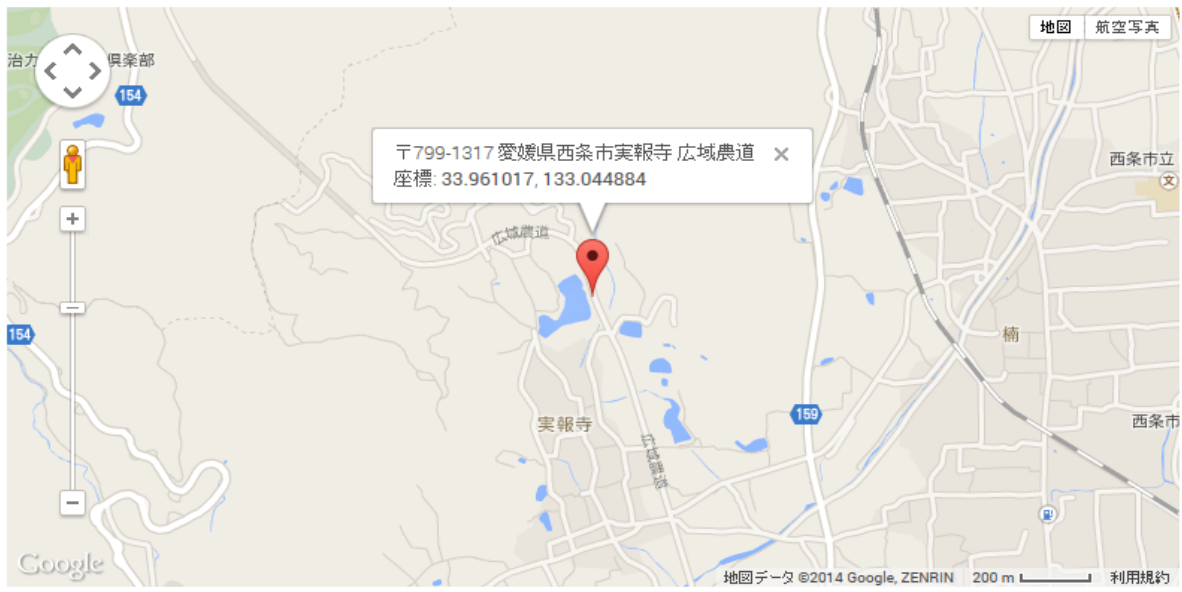 地図 航空写真
治力
倶楽部
154
〒799-1317 愛媛県西条市実報寺 広域農道
座標: 33.961017, 133.044884
西条市立
文
広域農道
154
楠
159
実報寺
西条市
広域農道
Google
地図データ ©2014 Google, ZENRIN 200 m 利用規約